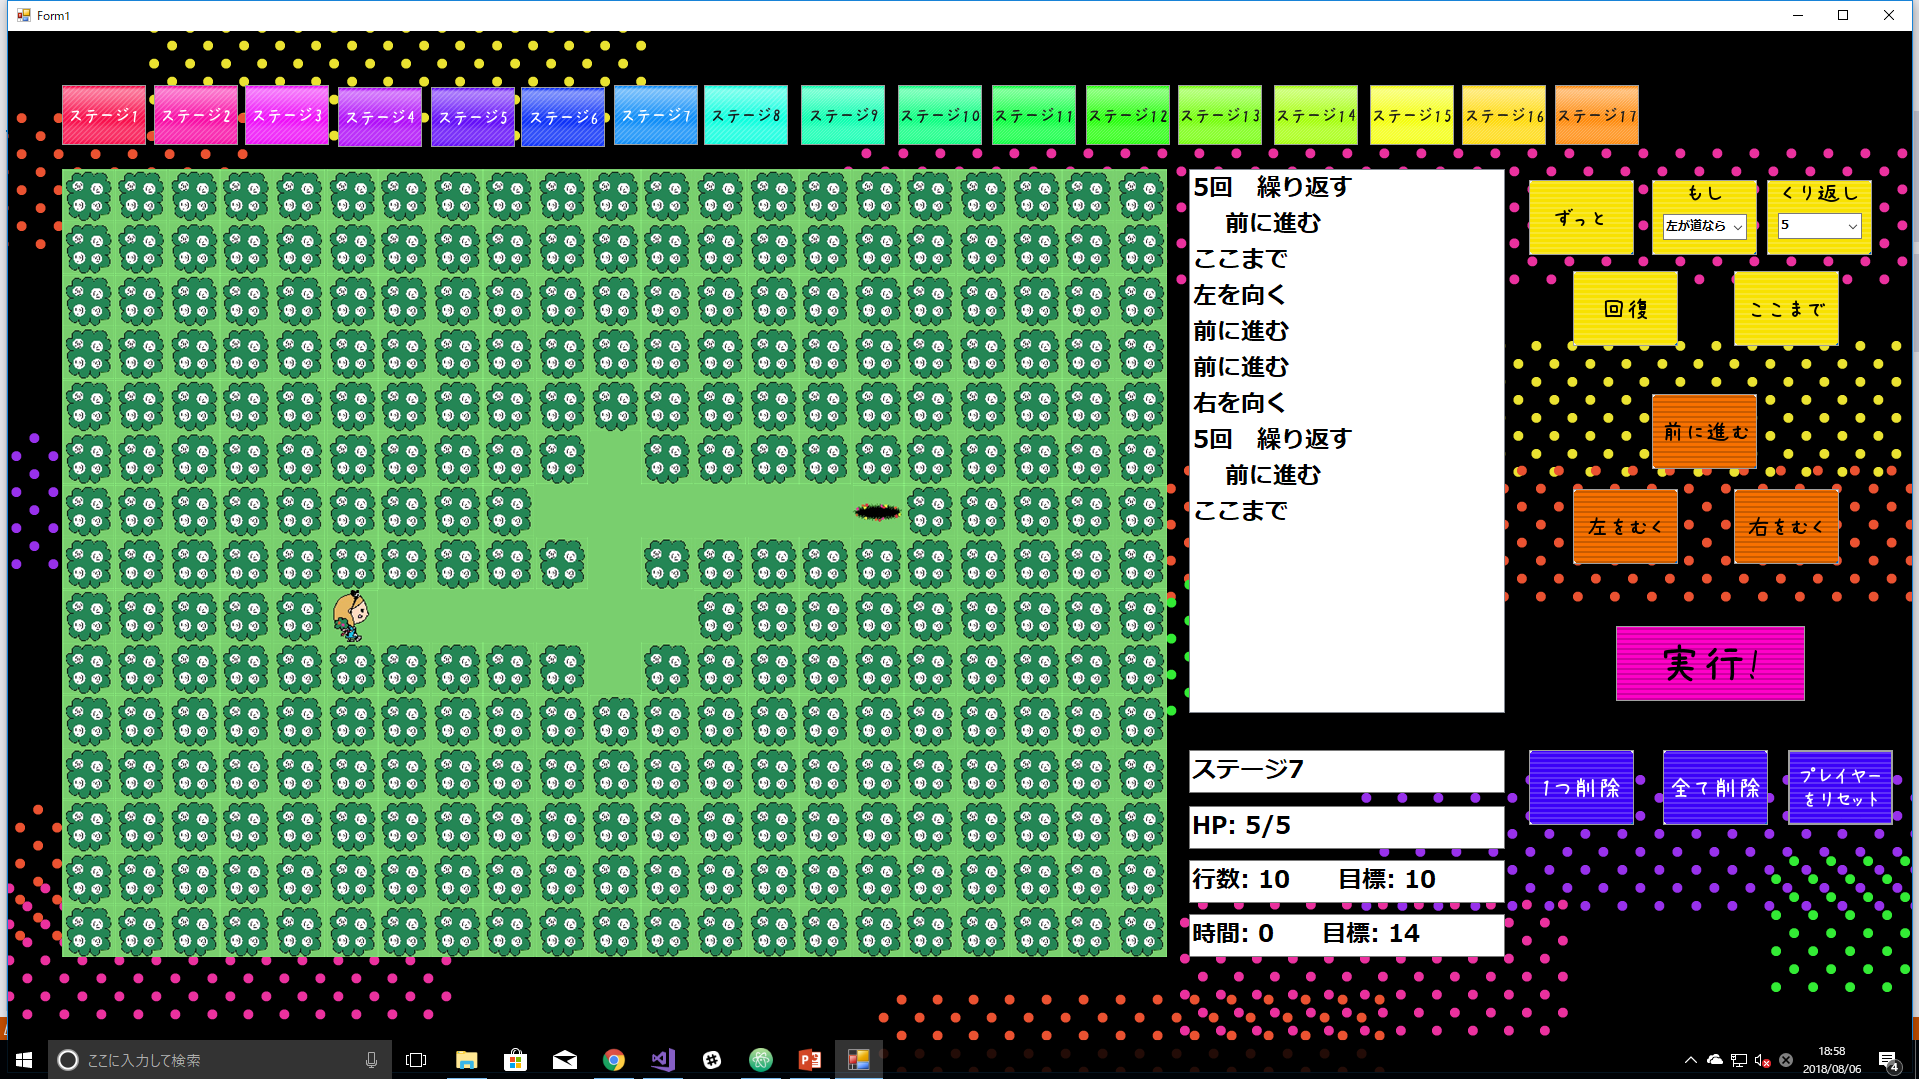 Form1
ステージ1
ステージ2
ステージ3
ステージ4
ステージ5
ステージ6
ステージ7
ステージ8
ステージ9
ステージ10
ステージ11
ステージ12
ステージ13
ステージ14
ステージ15
ステージ16
ステージ17
5回　繰り返す
前に進む
ここまで
左を向く
前に進む
前に進む
右を向く
5回　繰り返す
前に進む
ここまで
ずっと
もし
左が道なら
くり返し
5
回復
ここまで
前に進む
左をむく
右をむく
実行!
ステージ7
HP: 5/5
行数: 10　　目標: 10
時間: 0　　目標: 14
1つ削除
全て削除
プレイヤー
をリセット
ここに入力して検索
18:58
2018/08/06
4